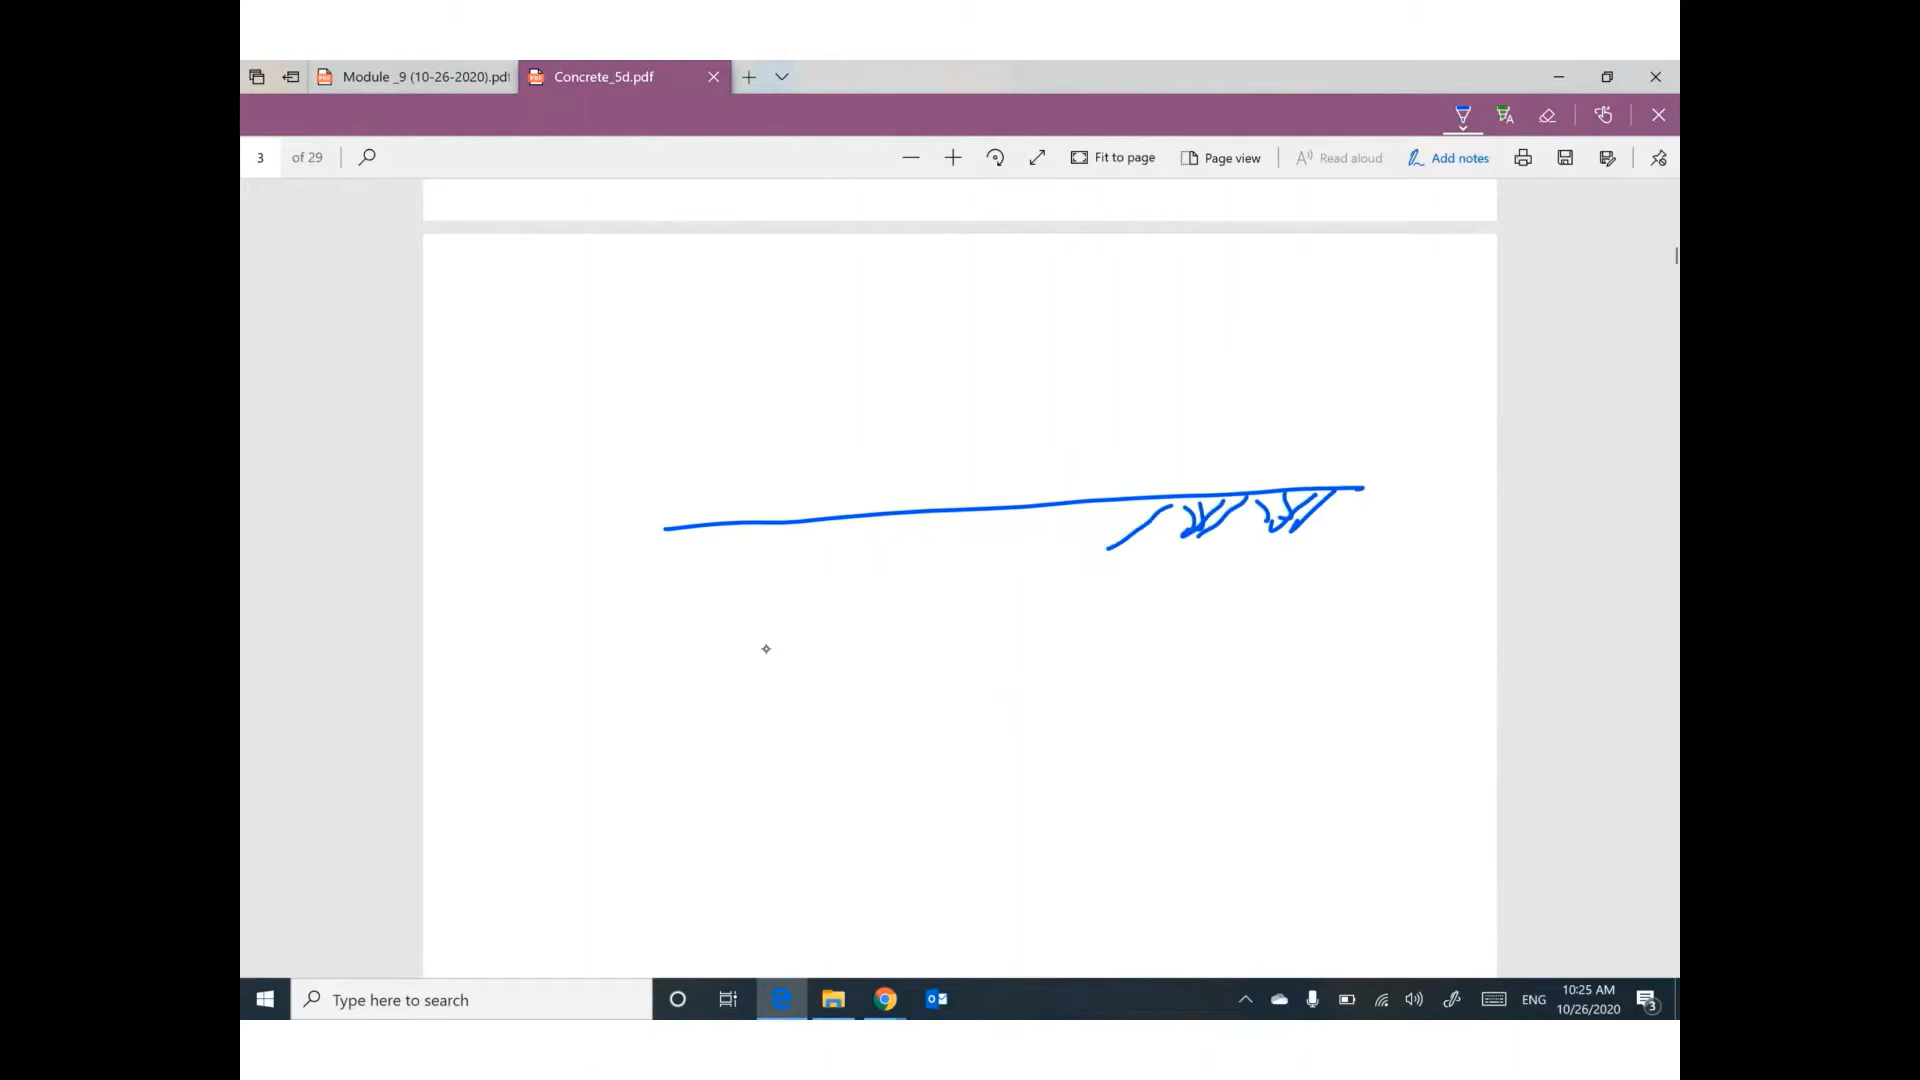 Module _9 (10-26-2020).pdf
Concrete_5d.pdf
3 of 29
Fit to page
Page view
Read aloud
Add notes
Type here to search
ENG
10:25 AM
10/26/2020
3